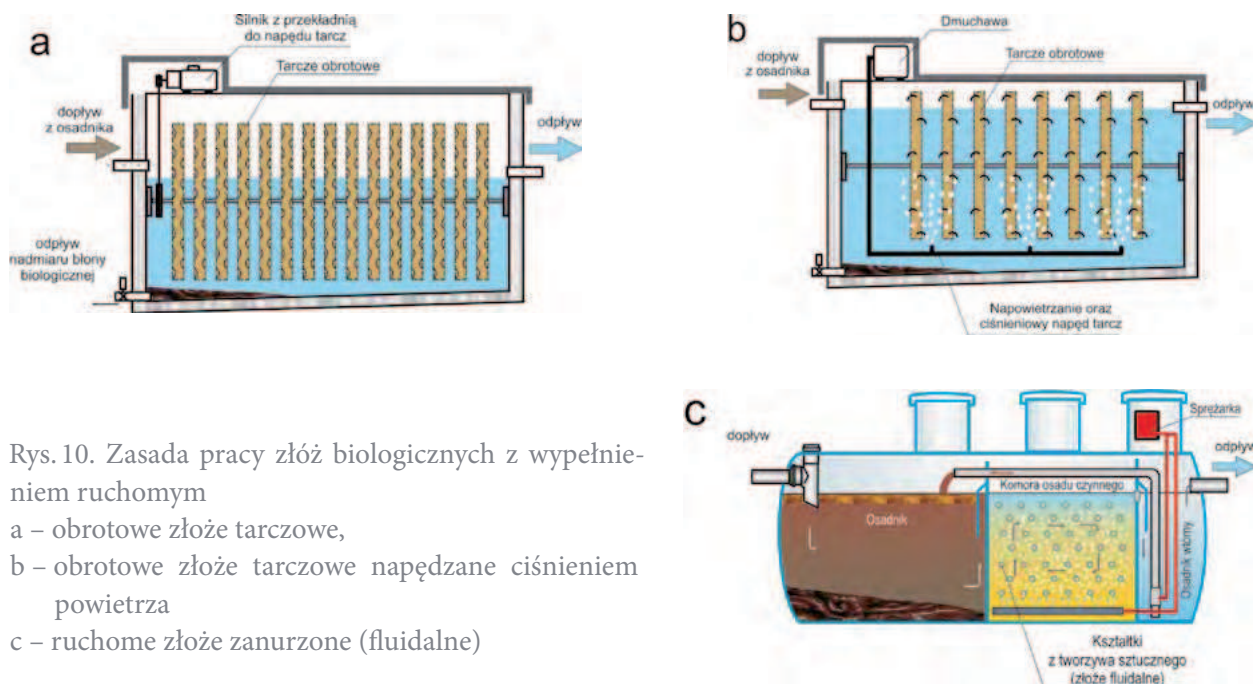 a
Silnik z przekładnią
do napędu tarcz
Tarcze obrotowe
dopływ
z osadnika
odpływ
odpływ
nadmiaru błony
biologicznej
b
Dmuchawa
dopływ
z osadnika
Tarcze obrotowe
odpływ
Napowietrzanie oraz
ciśnieniowy napęd tarcz
Rys. 10. Zasada pracy złóż biologicznych z wypełnie-
niem ruchomym
a – obrotowe złoże tarczowe,
b – obrotowe złoże tarczowe napędzane ciśnieniem
powietrza
c – ruchome złoże zanurzone (fluidalne)
c
dopływ
Sprężarka
odpływ
Komora osadu czynnego
Osadnik
Osadnik wtórny
Kształtki
z tworzywa sztucznego
(złoże fluidalne)